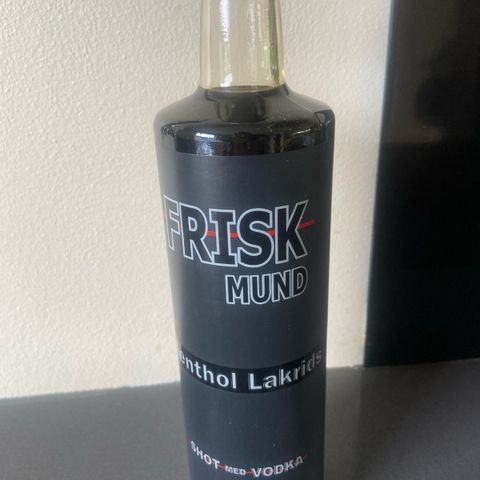 FRISK
MUND
enthol Lakrids
SHOT MED VODKA